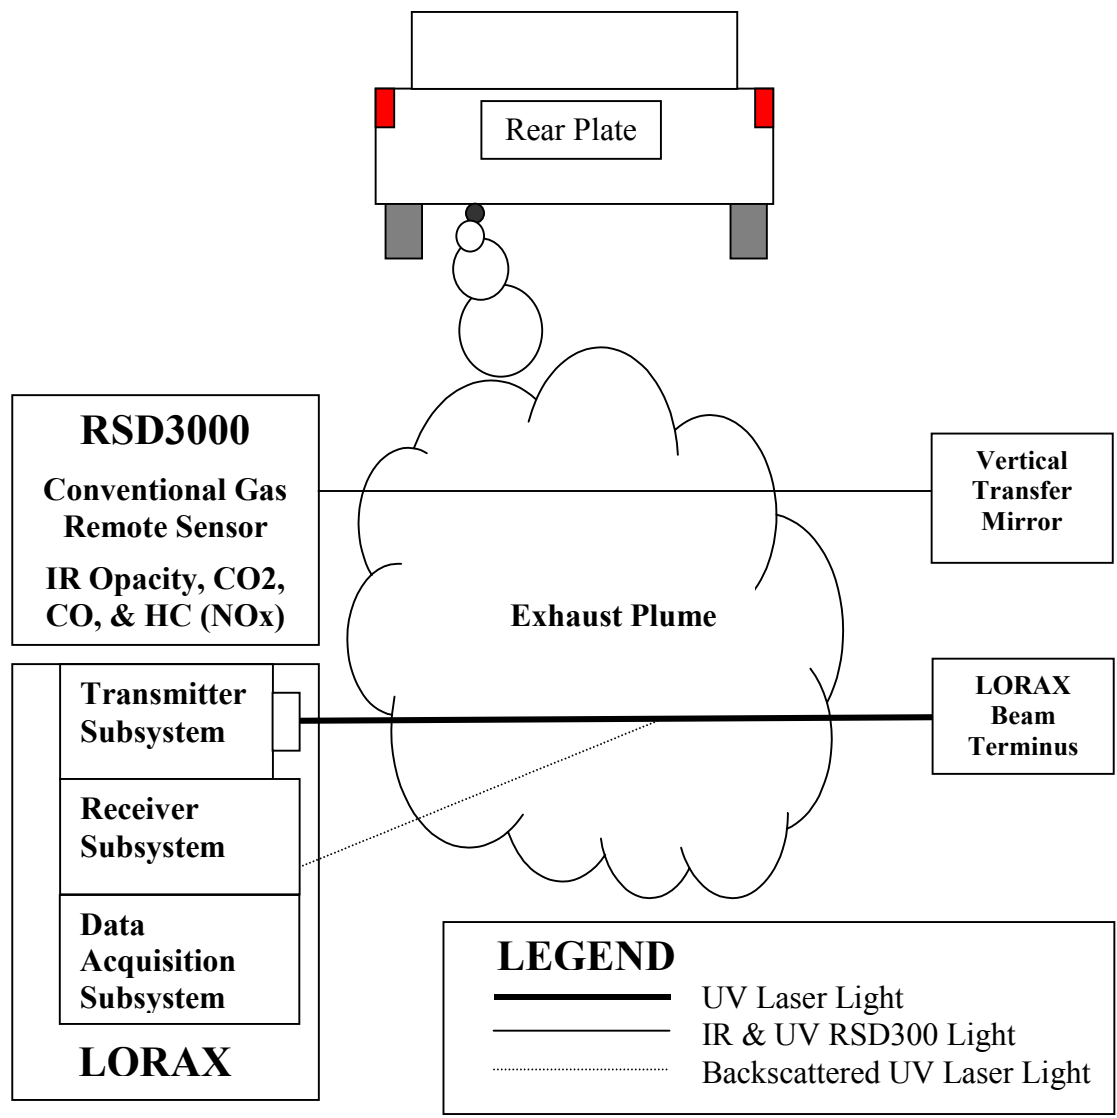 Rear Plate
RSD3000
Conventional Gas
Remote Sensor
IR Opacity, CO2,
CO, & HC (NOx)
Vertical
Transfer
Mirror
Exhaust Plume
Transmitter
Subsystem
LORAX
Beam
Terminus
Receiver
Subsystem
Data
Acquisition
Subsystem
LORAX
LEGEND
UV Laser Light
IR & UV RSD300 Light
Backscattered UV Laser Light